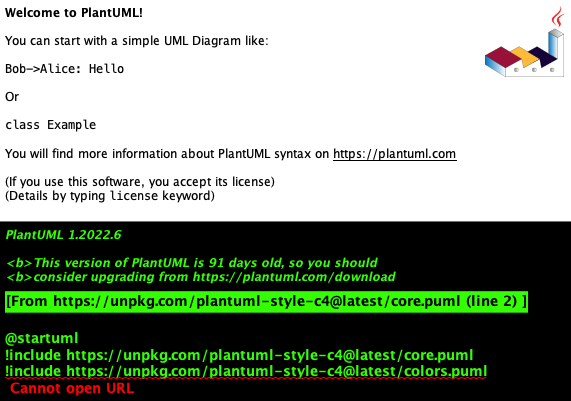 Welcome to PlantUML!
You can start with a simple UML Diagram like:
Bob->Alice: Hello
Or
class Example
You will find more information about PlantUML syntax on https://plantuml.com
(If you use this software, you accept its license)
(Details by typing license keyword)
PlantUML 1.2022.6
<b>This version of PlantUML is 91 days old, so you should
<b>consider upgrading from https://plantuml.com/download
[From https://unpkg.com/plantuml-style-c4@latest/core.puml (line 2) ]
@startuml
!include https://unpkg.com/plantuml-style-c4@latest/core.puml
!include https://unpkg.com/plantuml-style-c4@latest/colors.puml
Cannot open URL